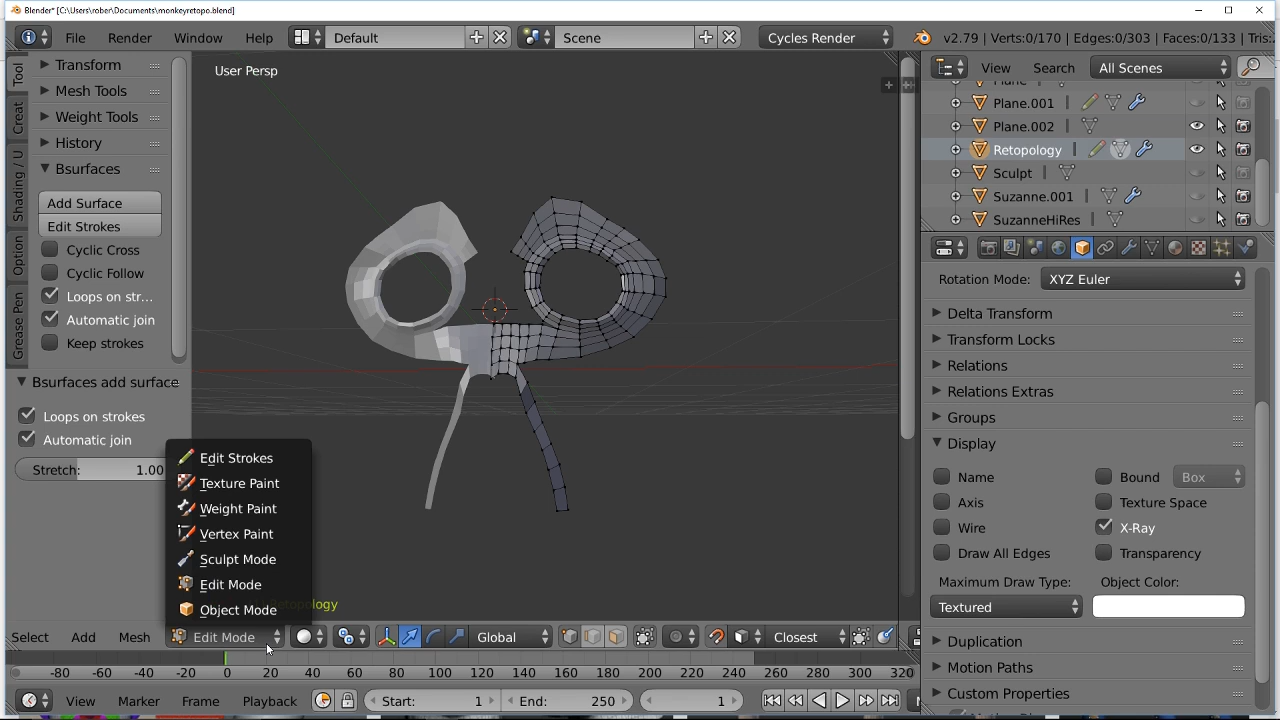 Blender* [C:\Users\rober\Documents\monkeyretopo.blend]
File Render Window Help Default Scene Cycles Render v2.79 | Verts:0/170 | Edges:0/303 | Faces:0/133 | Tris:
Tool
Creat
Shading / U
Option
Grease Pen
Transform
Mesh Tools
Weight Tools
History
Bsurfaces
Add Surface
Edit Strokes
Cyclic Cross
Cyclic Follow
Loops on str...
Automatic join
Keep strokes
Bsurfaces add surface
Loops on strokes
Automatic join
Stretch: 1.00
User Persp
Edit Strokes
Texture Paint
Weight Paint
Vertex Paint
Sculpt Mode
Edit Mode
Object Mode
Retopology
Select Add Mesh Edit Mode Global Closest
-80 -60 -40 -20 0 20 40 60 80 100 120 140 160 180 200 220 240 260 280 300 320
View Marker Frame Playback Start: 1 End: 250 1
View Search All Scenes
Plane
Plane.001
Plane.002
Retopology
Sculpt
Suzanne.001
SuzanneHiRes
Rotation Mode: XYZ Euler
Delta Transform
Transform Locks
Relations
Relations Extras
Groups
Display
Name Bound Box
Axis Texture Space
Wire X-Ray
Draw All Edges Transparency
Maximum Draw Type: Object Color:
Textured
Duplication
Motion Paths
Custom Properties